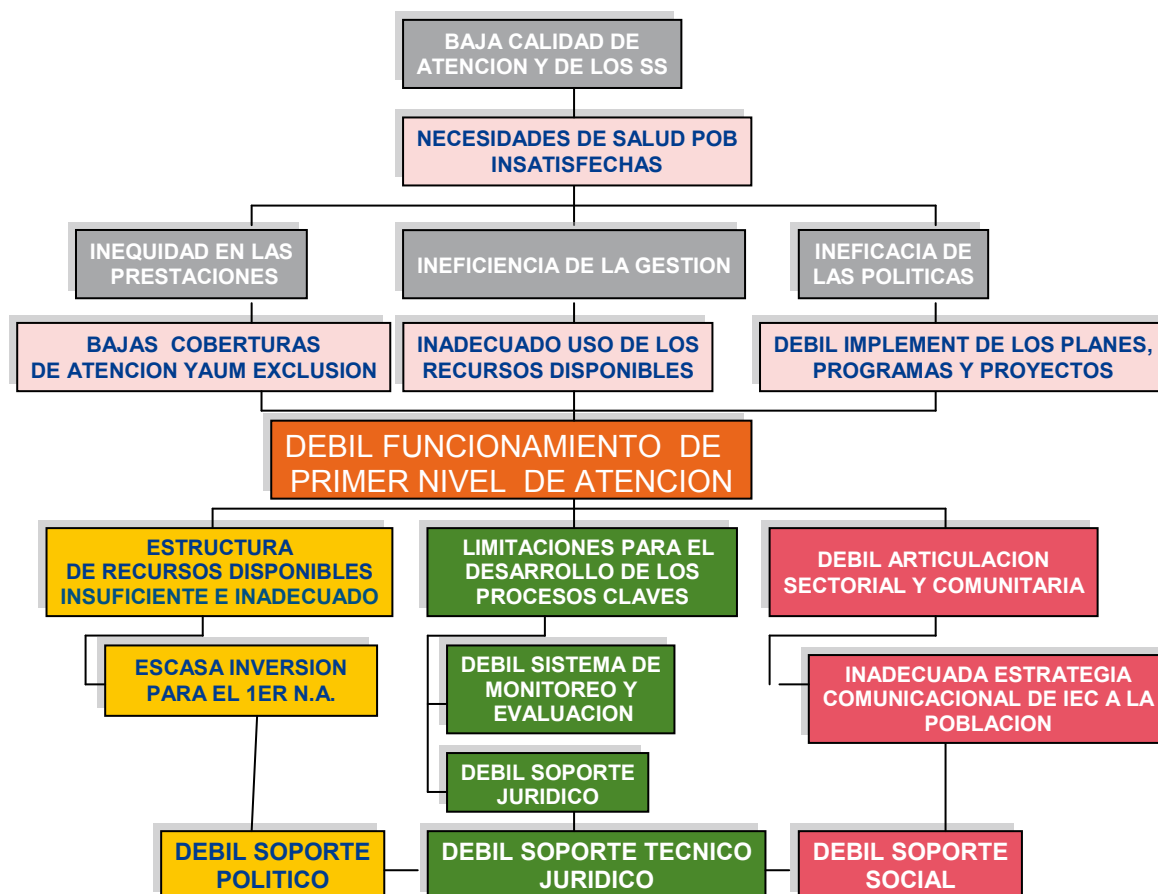 BAJA CALIDAD DE
ATENCION Y DE LOS SS
NECESIDADES DE SALUD POB
INSATISFECHAS
INEQUIDAD EN LAS
PRESTACIONES
INEFICIENCIA DE LA GESTION
INEFICACIA DE
LAS POLITICAS
BAJAS COBERTURAS
DE ATENCION YAUM EXCLUSION
INADECUADO USO DE LOS
RECURSOS DISPONIBLES
DEBIL IMPLEMENT DE LOS PLANES,
PROGRAMAS Y PROYECTOS
DEBIL FUNCIONAMIENTO DE
PRIMER NIVEL DE ATENCION
ESTRUCTURA
DE RECURSOS DISPONIBLES
INSUFICIENTE E INADECUADO
LIMITACIONES PARA EL
DESARROLLO DE LOS
PROCESOS CLAVES
DEBIL ARTICULACION
SECTORIAL Y COMUNITARIA
ESCASA INVERSION
PARA EL 1ER N.A.
DEBIL SISTEMA DE
MONITOREO Y
EVALUACION
INADECUADA ESTRATEGIA
COMUNICACIONAL DE IEC A LA
POBLACION
DEBIL SOPORTE
JURIDICO
DEBIL SOPORTE
POLITICO
DEBIL SOPORTE TECNICO
JURIDICO
DEBIL SOPORTE
SOCIAL